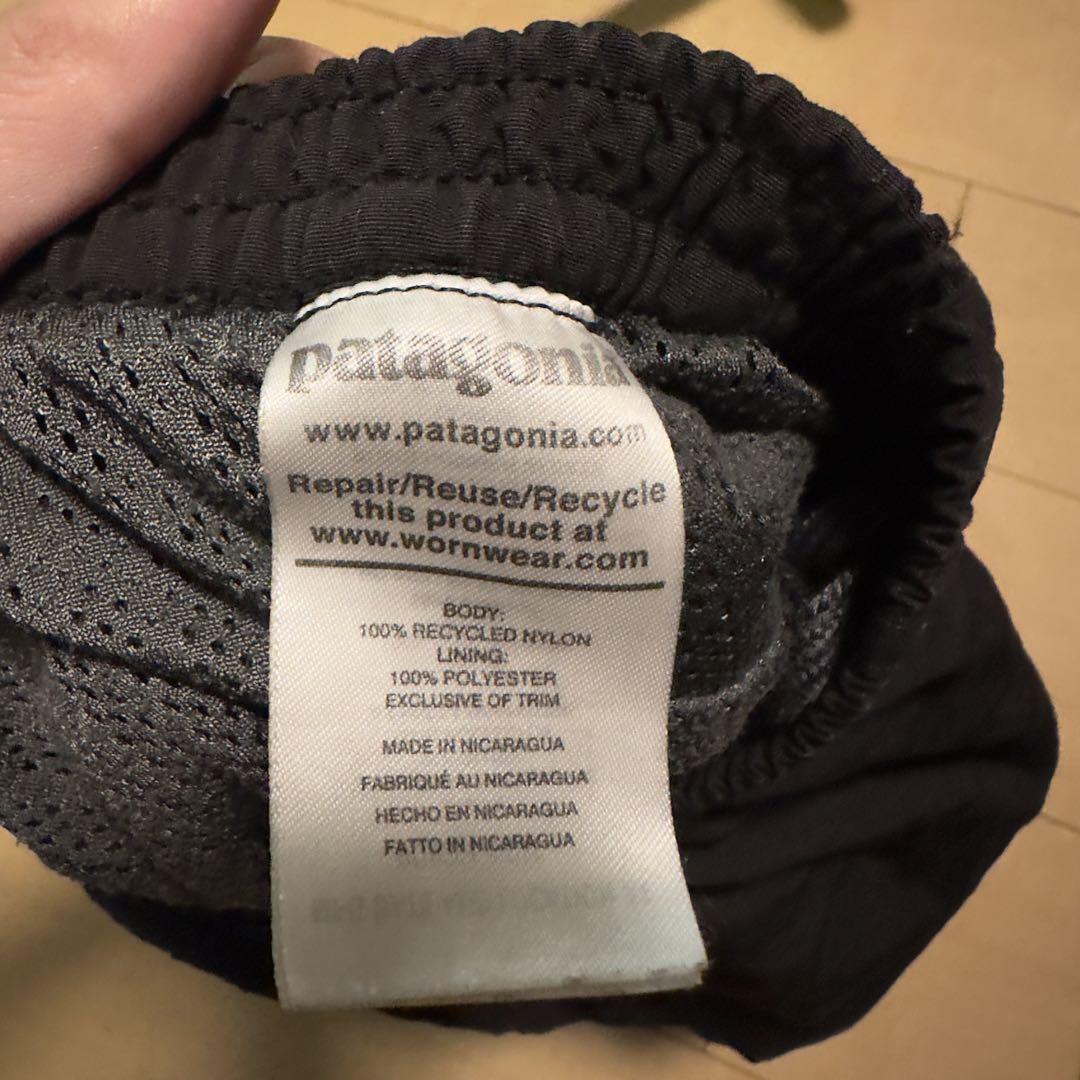 patagonia
www.patagonia.com
Repair/Reuse/Recycle
this product at
www.wornwear.com
BODY:
100% RECYCLED NYLON
LINING:
100% POLYESTER
EXCLUSIVE OF TRIM
MADE IN NICARAGUA
FABRIQUÉ AU NICARAGUA
HECHO EN NICARAGUA
FATTO IN NICARAGUA